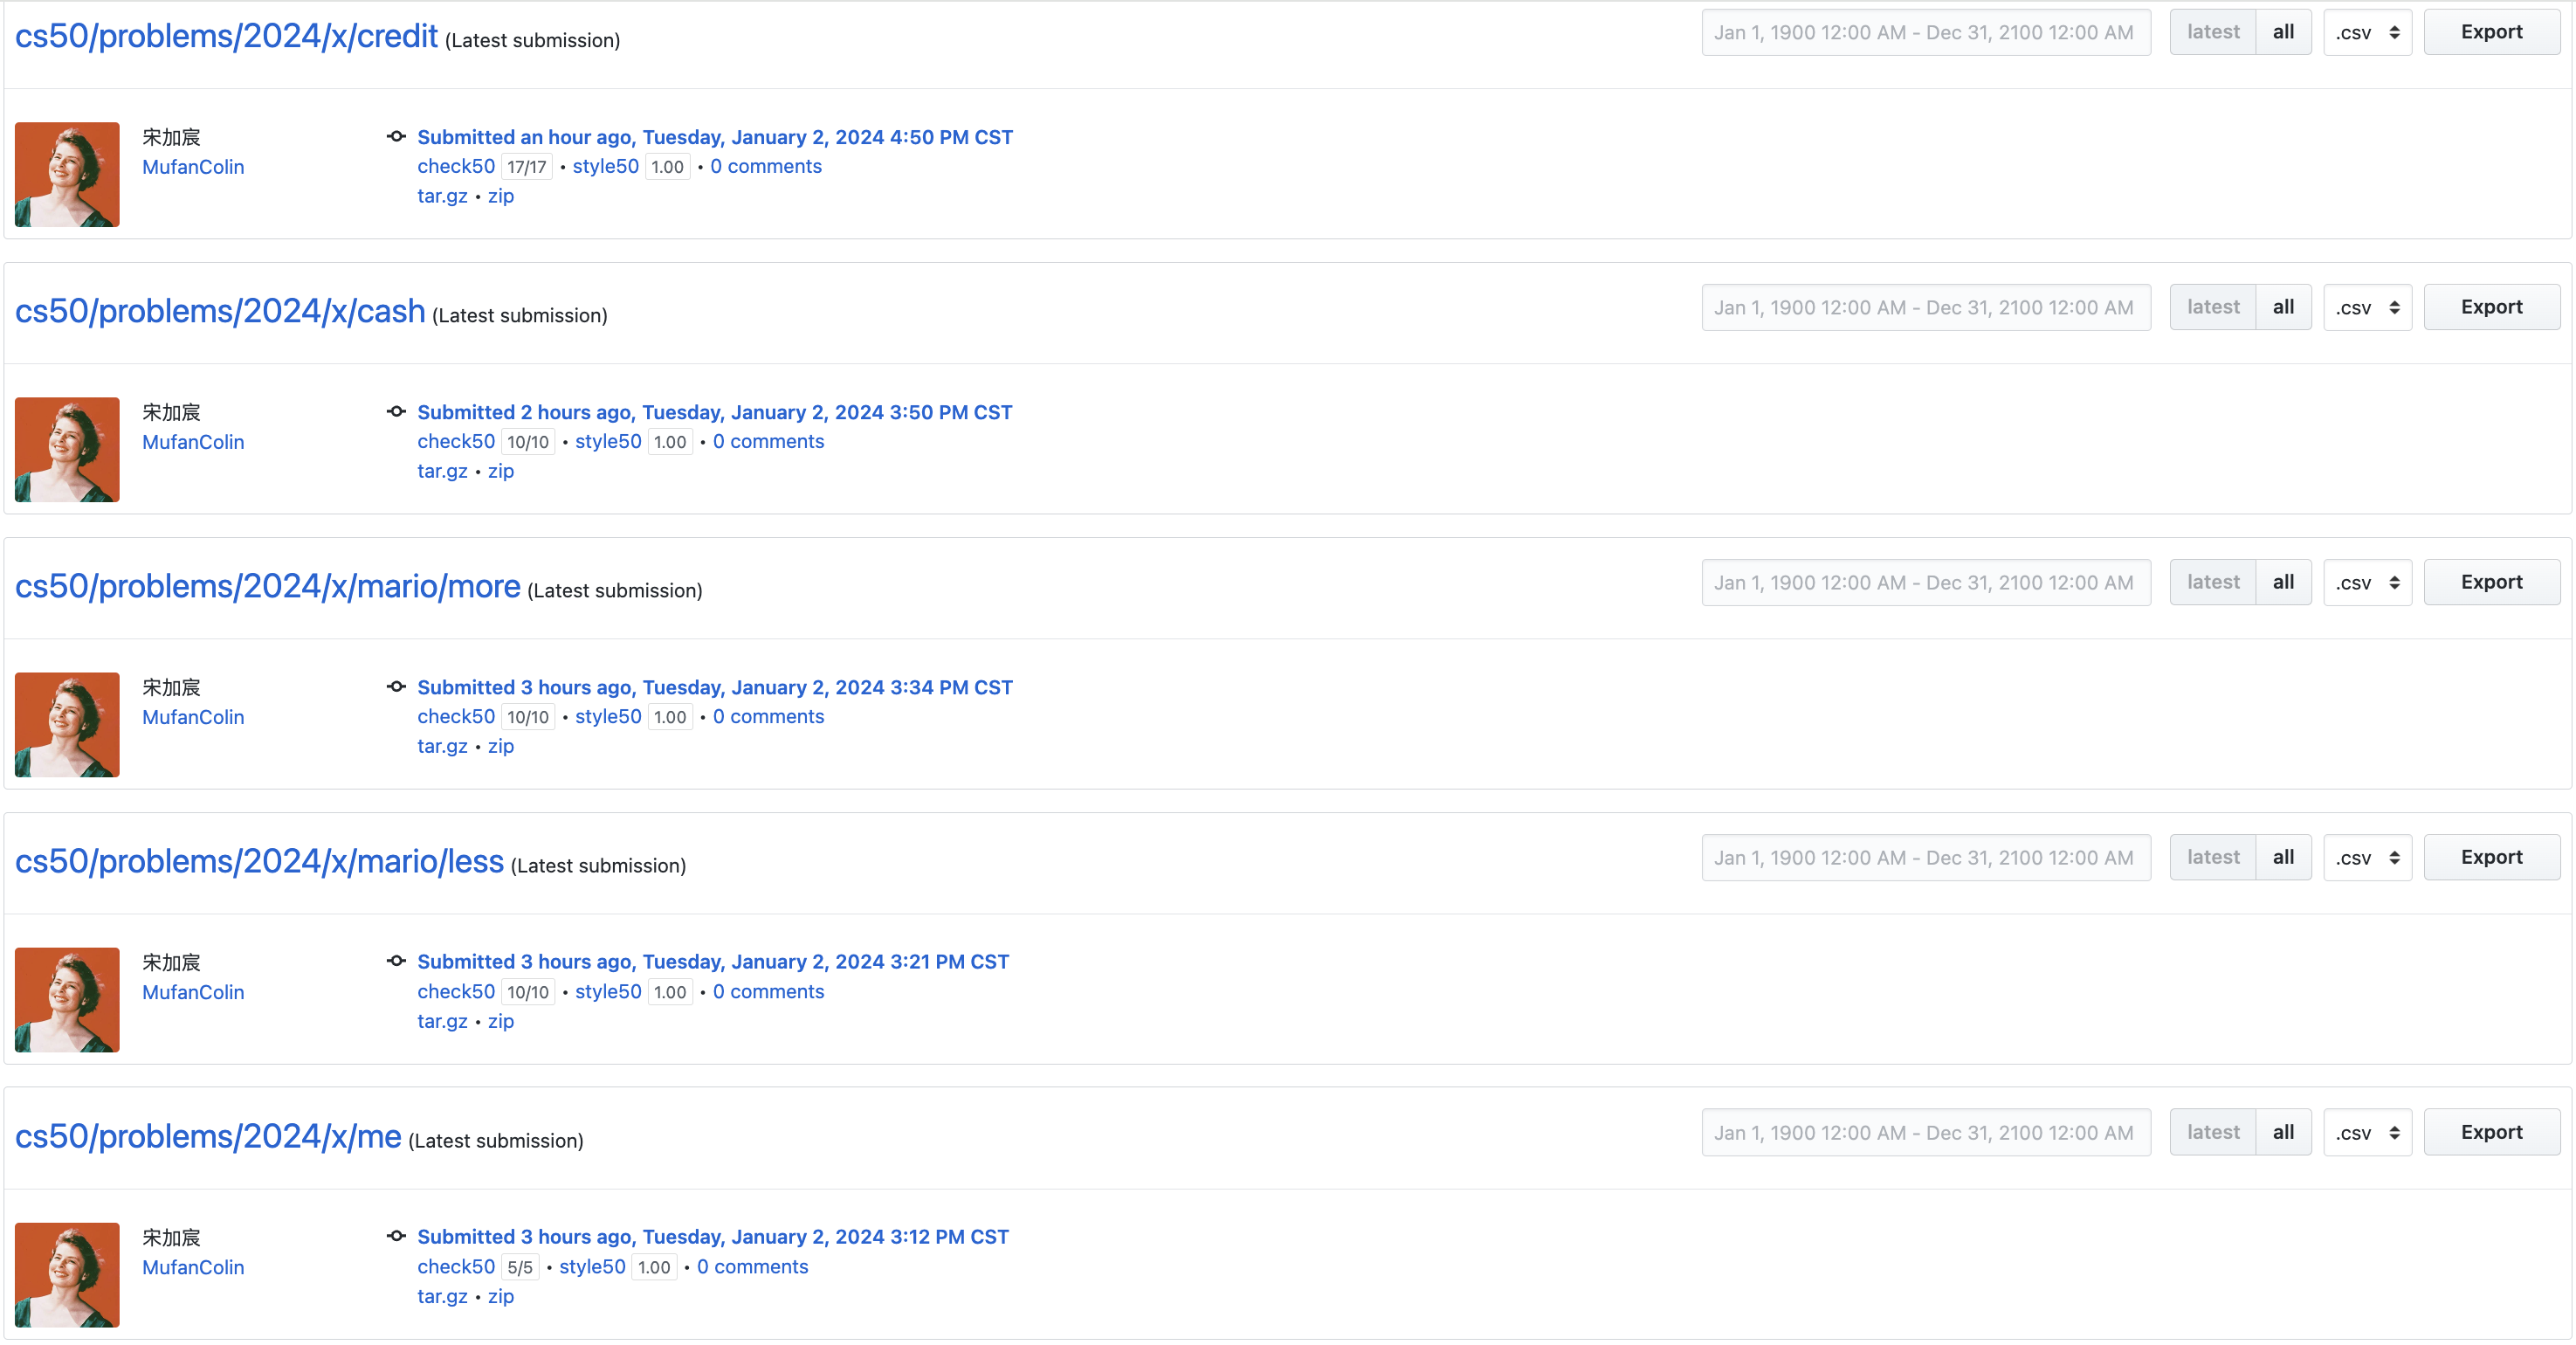 cs50/problems/2024/x/credit (Latest submission) Jan 1, 1900 12:00 AM - Dec 31, 2100 12:00 AM latest all .csv Export
宋加宸 Submitted an hour ago, Tuesday, January 2, 2024 4:50 PM CST
MufanColin check50 17/17 • style50 1.00 • 0 comments
tar.gz • zip
cs50/problems/2024/x/cash (Latest submission) Jan 1, 1900 12:00 AM - Dec 31, 2100 12:00 AM latest all .csv Export
宋加宸 Submitted 2 hours ago, Tuesday, January 2, 2024 3:50 PM CST
MufanColin check50 10/10 • style50 1.00 • 0 comments
tar.gz • zip
cs50/problems/2024/x/mario/more (Latest submission) Jan 1, 1900 12:00 AM - Dec 31, 2100 12:00 AM latest all .csv Export
宋加宸 Submitted 3 hours ago, Tuesday, January 2, 2024 3:34 PM CST
MufanColin check50 10/10 • style50 1.00 • 0 comments
tar.gz • zip
cs50/problems/2024/x/mario/less (Latest submission) Jan 1, 1900 12:00 AM - Dec 31, 2100 12:00 AM latest all .csv Export
宋加宸 Submitted 3 hours ago, Tuesday, January 2, 2024 3:21 PM CST
MufanColin check50 10/10 • style50 1.00 • 0 comments
tar.gz • zip
cs50/problems/2024/x/me (Latest submission) Jan 1, 1900 12:00 AM - Dec 31, 2100 12:00 AM latest all .csv Export
宋加宸 Submitted 3 hours ago, Tuesday, January 2, 2024 3:12 PM CST
MufanColin check50 5/5 • style50 1.00 • 0 comments
tar.gz • zip